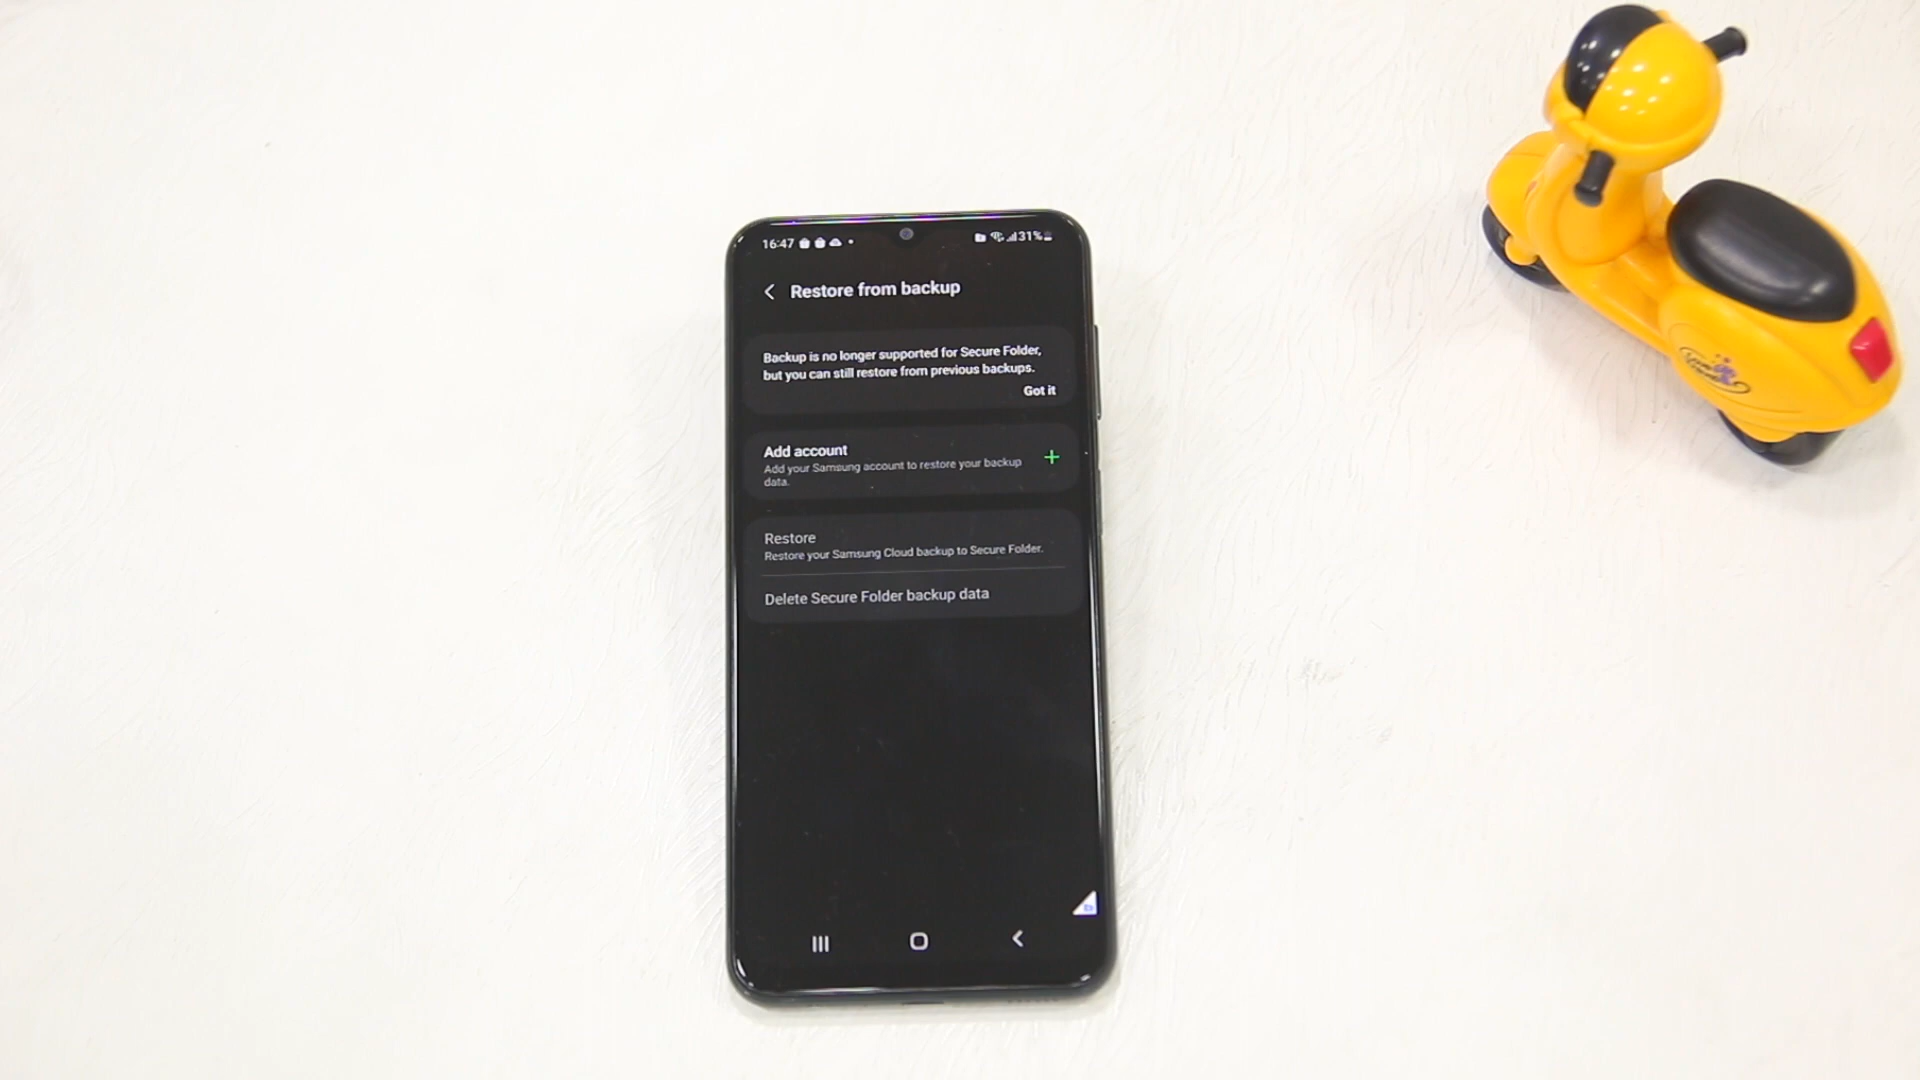 16:47
31%
Restore from backup
Backup is no longer supported for Secure Folder,
but you can still restore from previous backups.
Got it
Add account
Add your Samsung account to restore your backup
data.
Restore
Restore your Samsung Cloud backup to Secure Folder.
Delete Secure Folder backup data